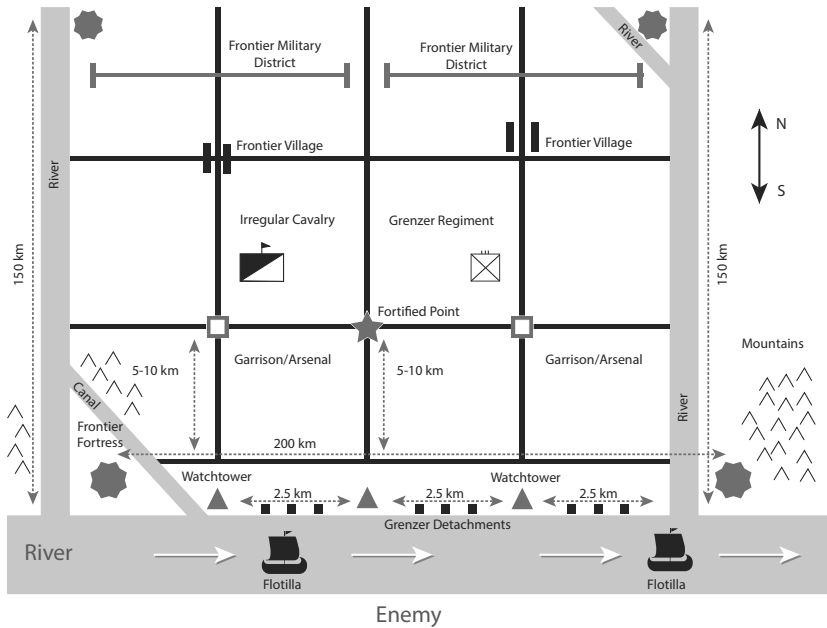 Frontier Military
District
Frontier Military
District
River
N
S
Frontier Village
Frontier Village
River
150 km
150 km
Irregular Cavalry
Grenzer Regiment
Fortified Point
Garrison/Arsenal
Garrison/Arsenal
5-10 km
5-10 km
Mountains
Canal
River
Frontier
Fortress
200 km
Watchtower
Watchtower
2.5 km
2.5 km
2.5 km
Grenzer Detachments
River
Flotilla
Flotilla
Enemy